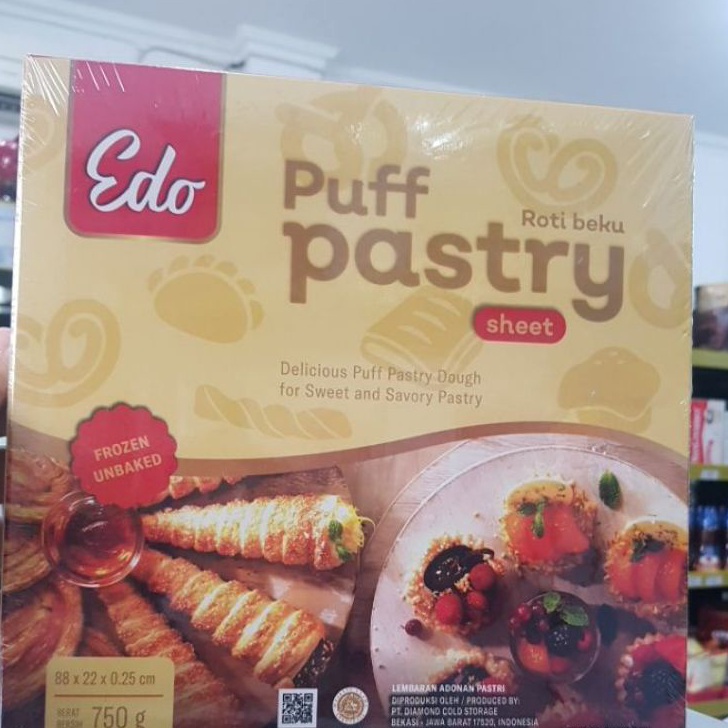 Edo
Puff
Roti beku
pastry
sheet
Delicious Puff Pastry Dough
for Sweet and Savory Pastry
FROZEN
UNBAKED
88 x 22 x 0.25 cm
BERAT
BERSIH 750 g
LEMBARAN ADONAN PASTRI
DIPRODUKSI OLEH / PRODUCED BY:
PT. DIAMOND COLD STORAGE
BEKASI - JAWA BARAT 17520, INDONESIA